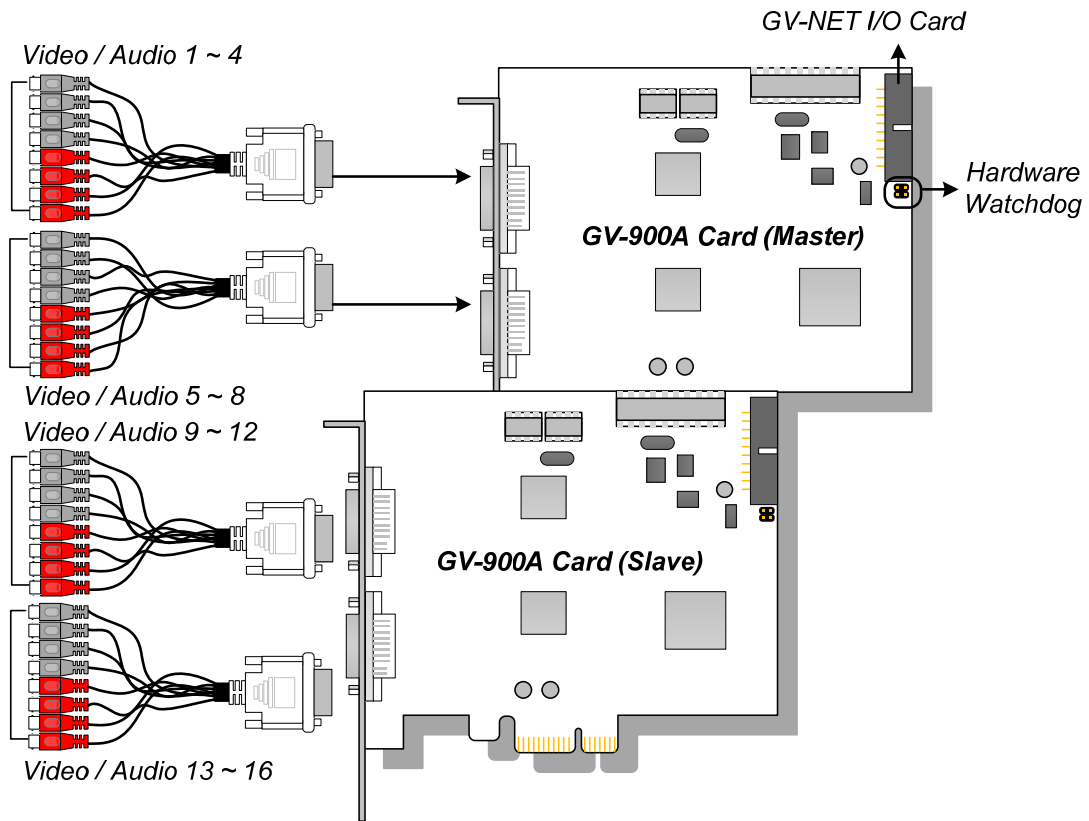 GV-NET I/O Card
Video / Audio 1 ~ 4
Hardware
Watchdog
GV-900A Card (Master)
Video / Audio 5 ~ 8
Video / Audio 9 ~ 12
GV-900A Card (Slave)
Video / Audio 13 ~ 16